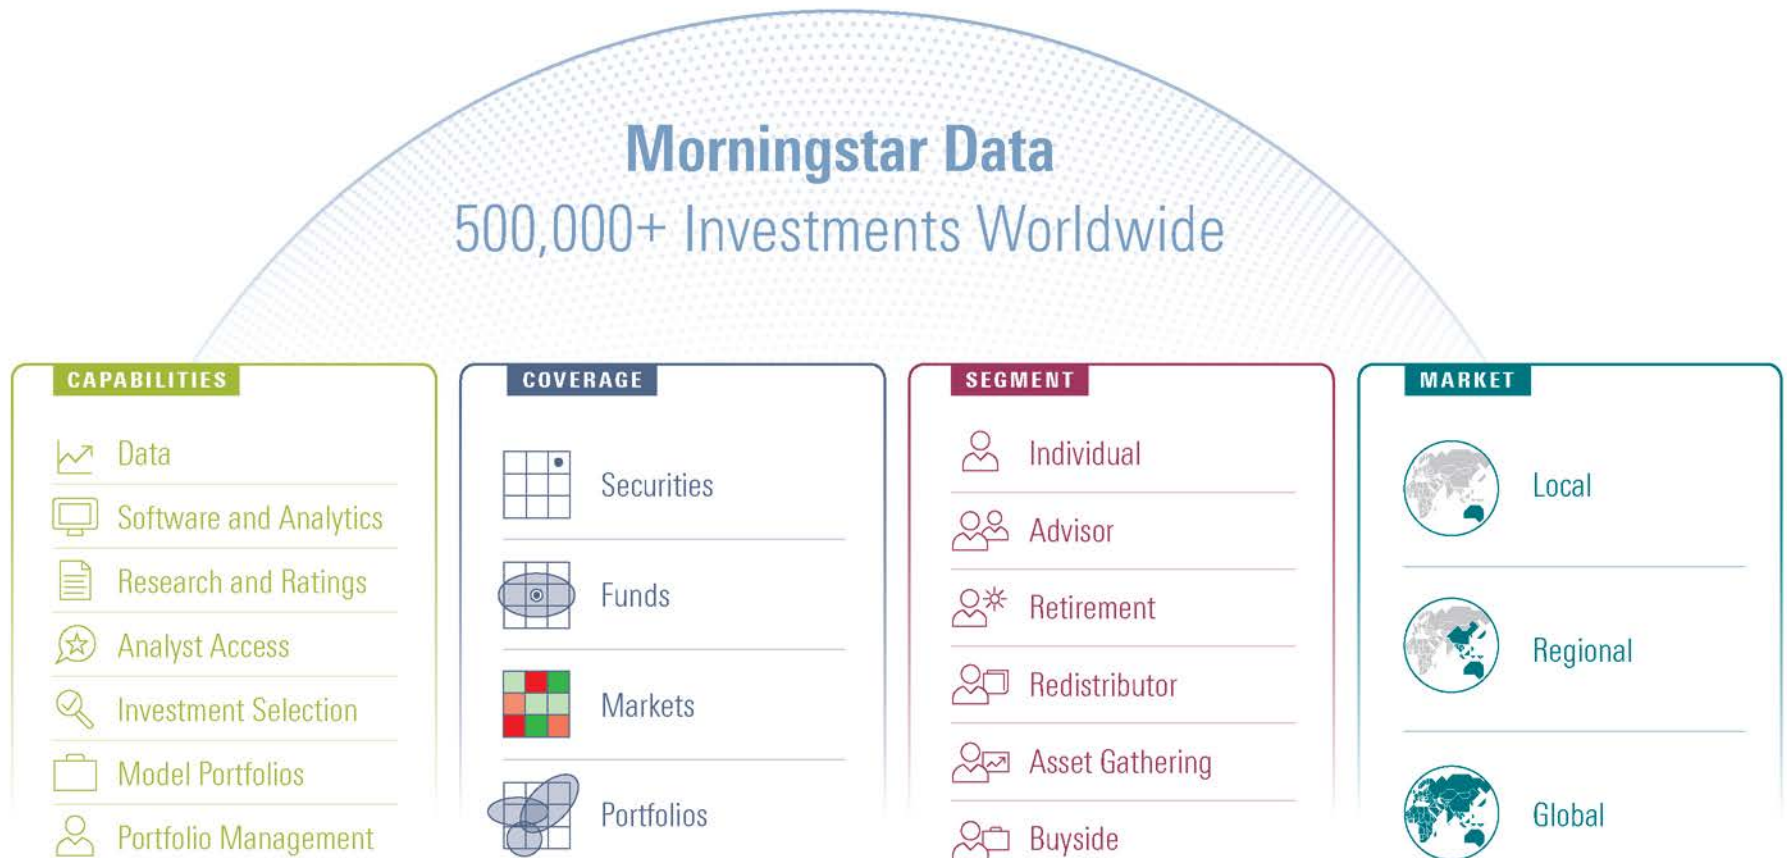 Morningstar Data
500,000+ Investments Worldwide
CAPABILITIES
Data
Software and Analytics
Research and Ratings
Analyst Access
Investment Selection
Model Portfolios
Portfolio Management
COVERAGE
Securities
Funds
Markets
Portfolios
SEGMENT
Individual
Advisor
Retirement
Redistributor
Asset Gathering
Buyside
MARKET
Local
Regional
Global